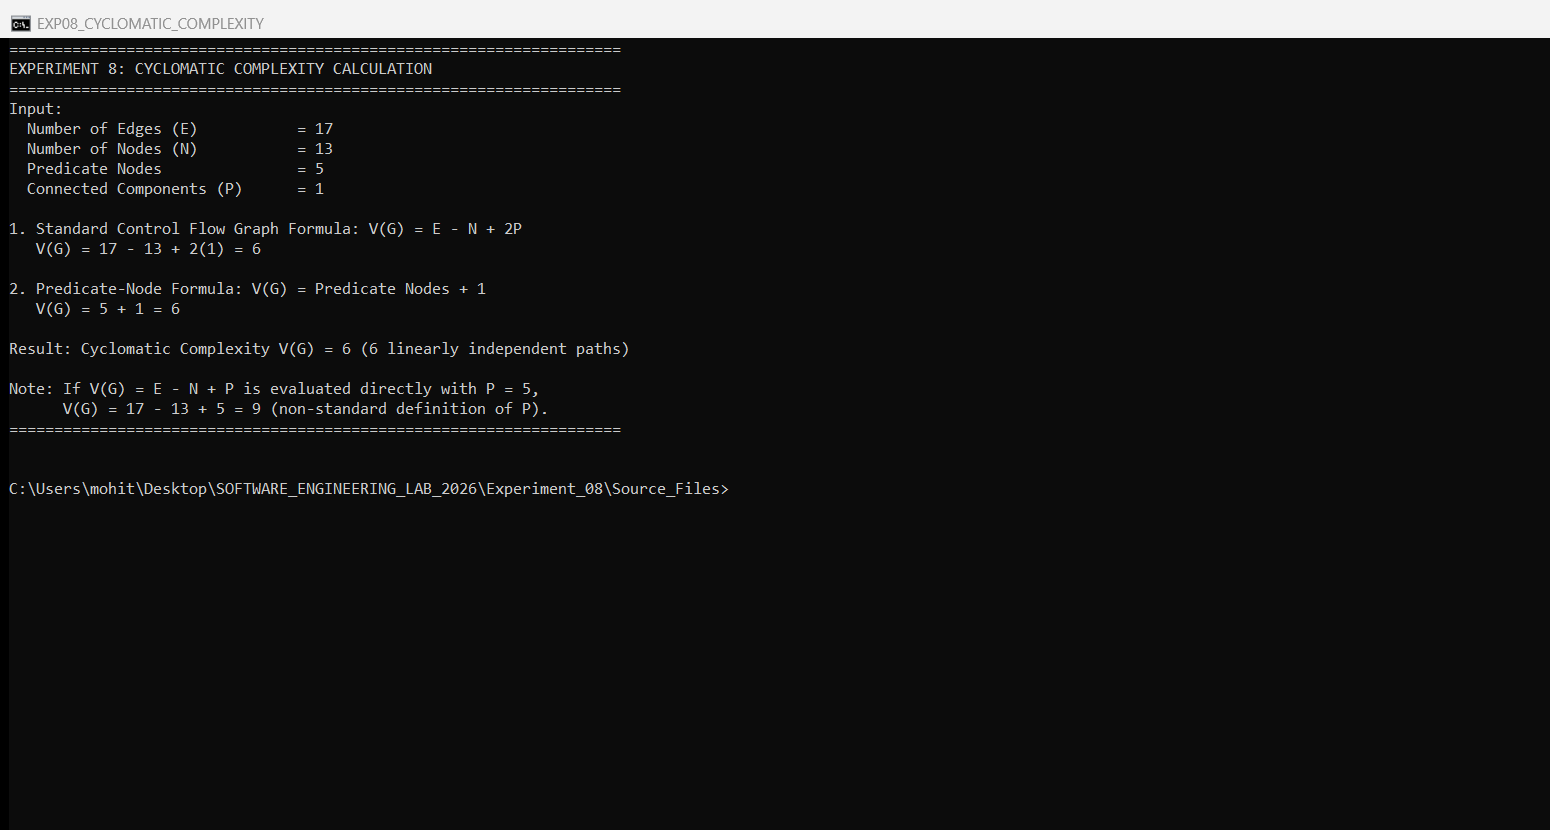 EXP08_CYCLOMATIC_COMPLEXITY
====================================================================
EXPERIMENT 8: CYCLOMATIC COMPLEXITY CALCULATION
====================================================================
Input:
  Number of Edges (E)           = 17
  Number of Nodes (N)           = 13
  Predicate Nodes               = 5
  Connected Components (P)      = 1

1. Standard Control Flow Graph Formula: V(G) = E - N + 2P
   V(G) = 17 - 13 + 2(1) = 6

2. Predicate-Node Formula: V(G) = Predicate Nodes + 1
   V(G) = 5 + 1 = 6

Result: Cyclomatic Complexity V(G) = 6 (6 linearly independent paths)

Note: If V(G) = E - N + P is evaluated directly with P = 5,
      V(G) = 17 - 13 + 5 = 9 (non-standard definition of P).
====================================================================

C:\Users\mohit\Desktop\SOFTWARE_ENGINEERING_LAB_2026\Experiment_08\Source_Files>